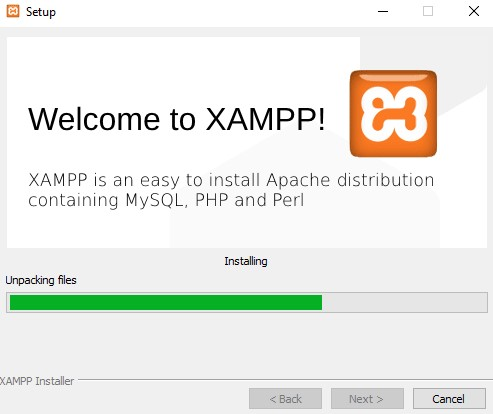 Setup
Welcome to XAMPP!
XAMPP is an easy to install Apache distribution
containing MySQL, PHP and Perl
Installing
Unpacking files
XAMPP Installer
< Back
Next >
Cancel